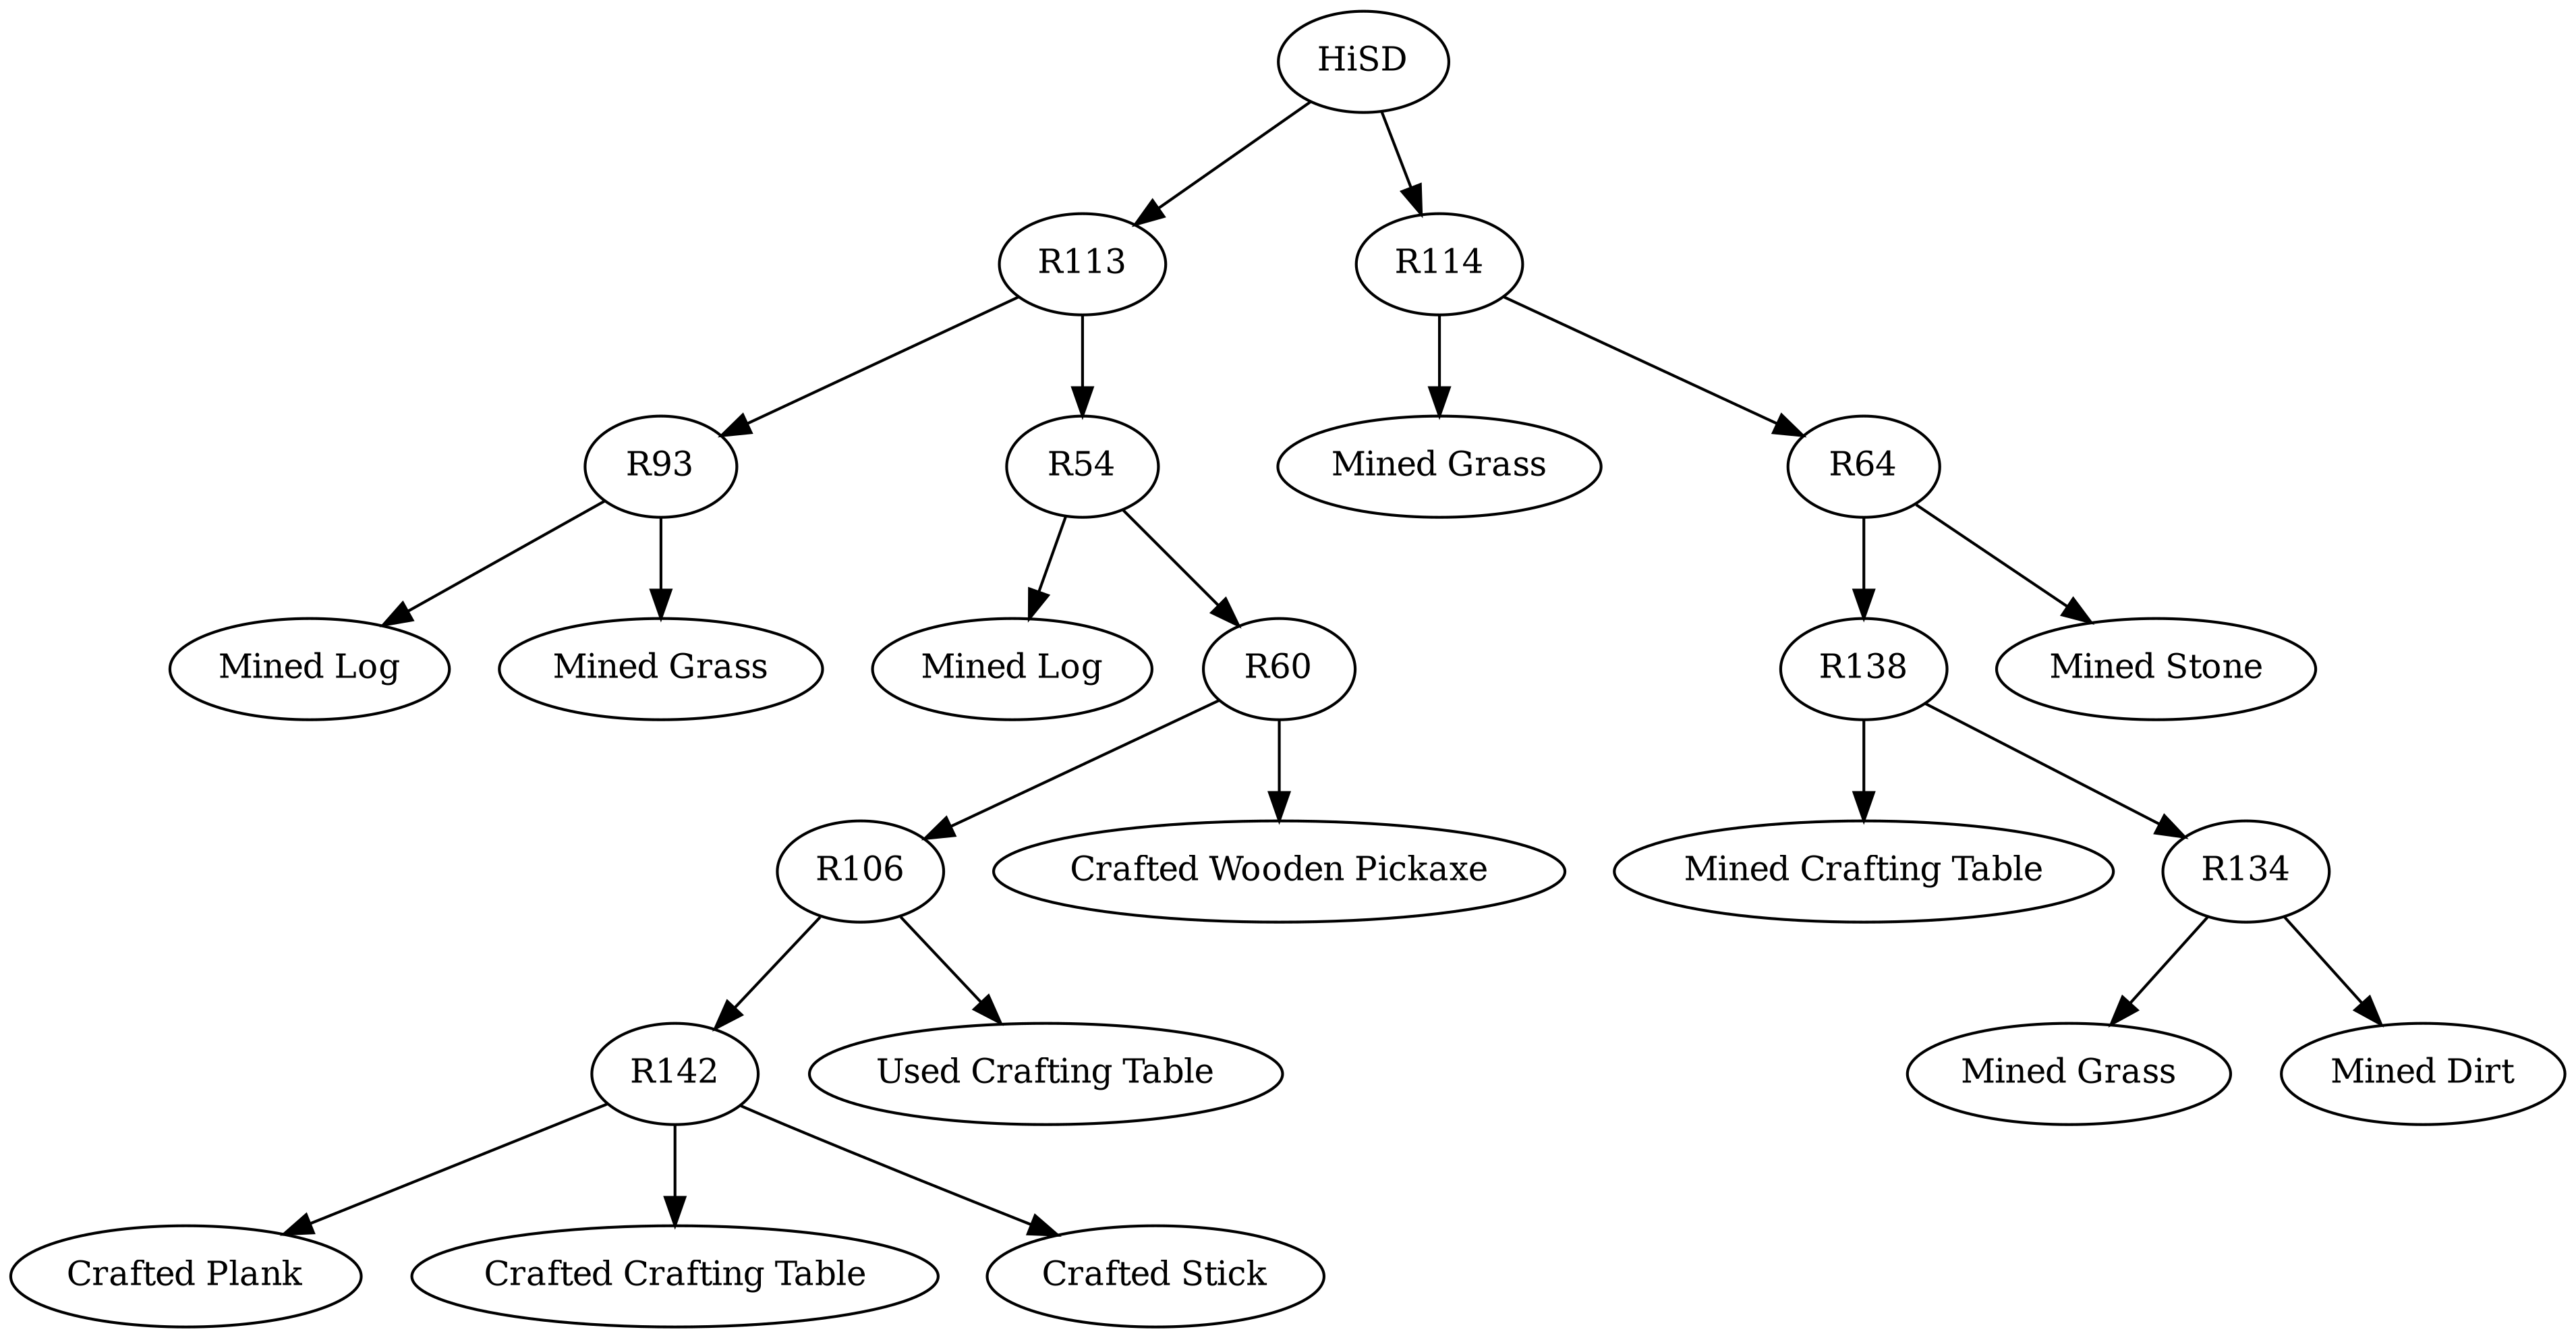 HiSD
R113
R114
R93
R54
Mined Grass
R64
Mined Log
Mined Grass
Mined Log
R60
R138
Mined Stone
R106
Crafted Wooden Pickaxe
Mined Crafting Table
R134
R142
Used Crafting Table
Mined Grass
Mined Dirt
Crafted Plank
Crafted Crafting Table
Crafted Stick